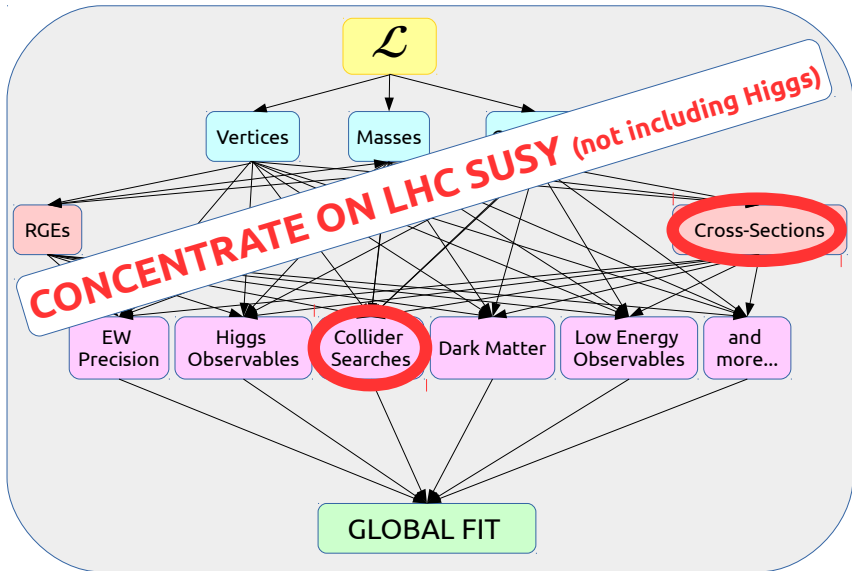 ℒ
Vertices
Masses
CONCENTRATE ON LHC SUSY (not including Higgs)
RGEs
Cross-Sections
EW
Precision
Higgs
Observables
Collider
Searches
Dark Matter
Low Energy
Observables
and
more...
GLOBAL FIT